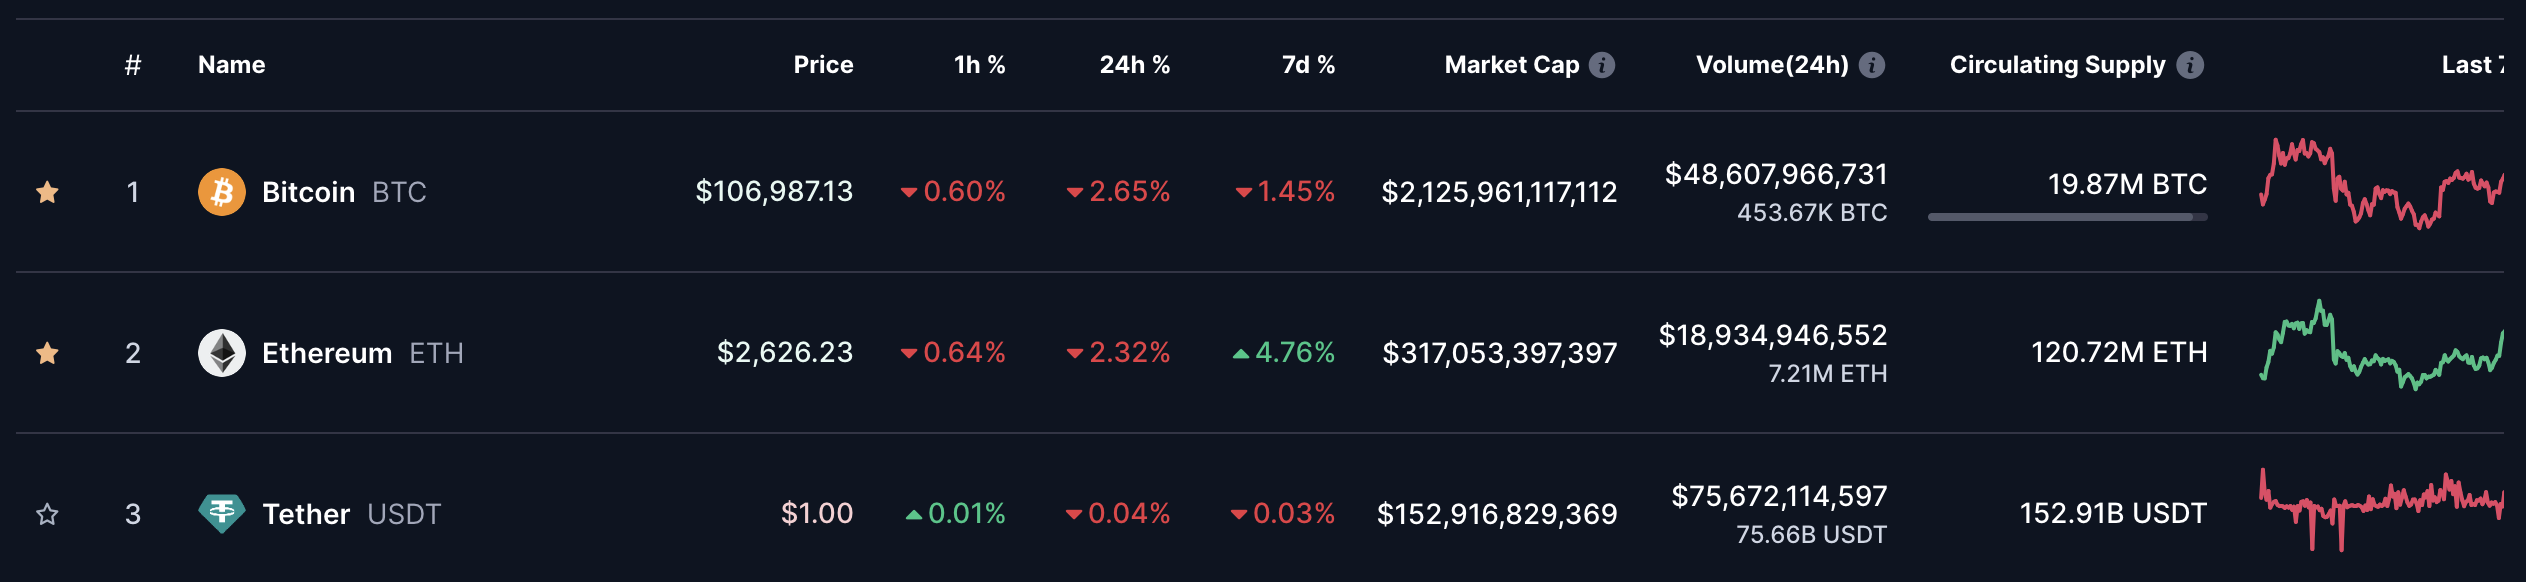 # Name Price 1h % 24h % 7d % Market Cap Volume(24h) Circulating Supply Last 7
1 Bitcoin BTC $106,987.13 0.60% 2.65% 1.45% $2,125,961,117,112 $48,607,966,731 19.87M BTC
453.67K BTC
2 Ethereum ETH $2,626.23 0.64% 2.32% 4.76% $317,053,397,397 $18,934,946,552 120.72M ETH
7.21M ETH
3 Tether USDT $1.00 0.01% 0.04% 0.03% $152,916,829,369 $75,672,114,597 152.91B USDT
75.66B USDT